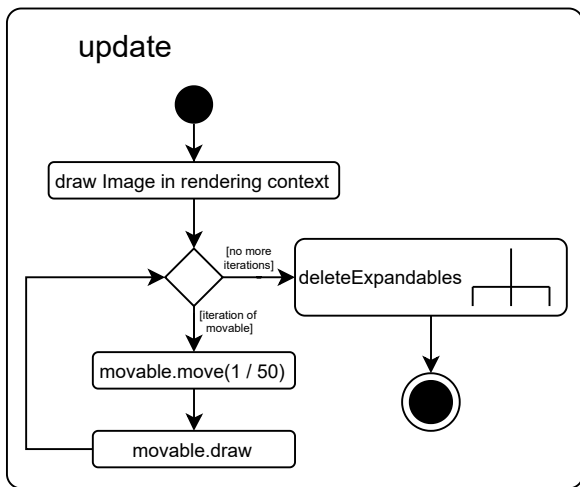 update
draw Image in rendering context
[no more
iterations]
deleteExpandables
[iteration of
movable]
movable.move(1 / 50)
movable.draw